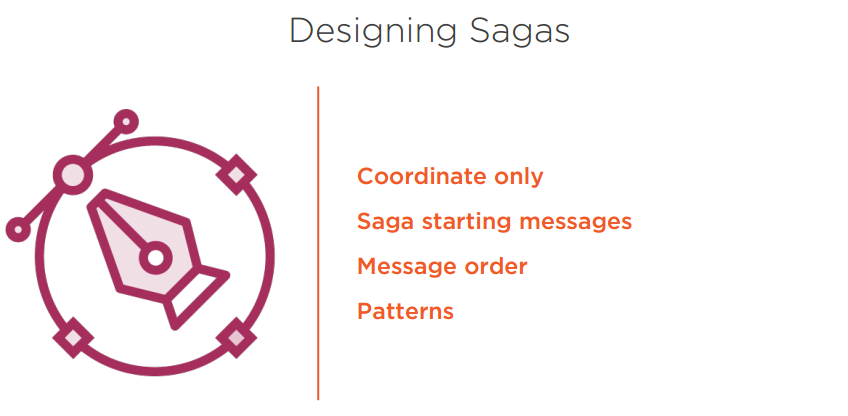 Designing Sagas
Coordinate only
Saga starting messages
Message order
Patterns